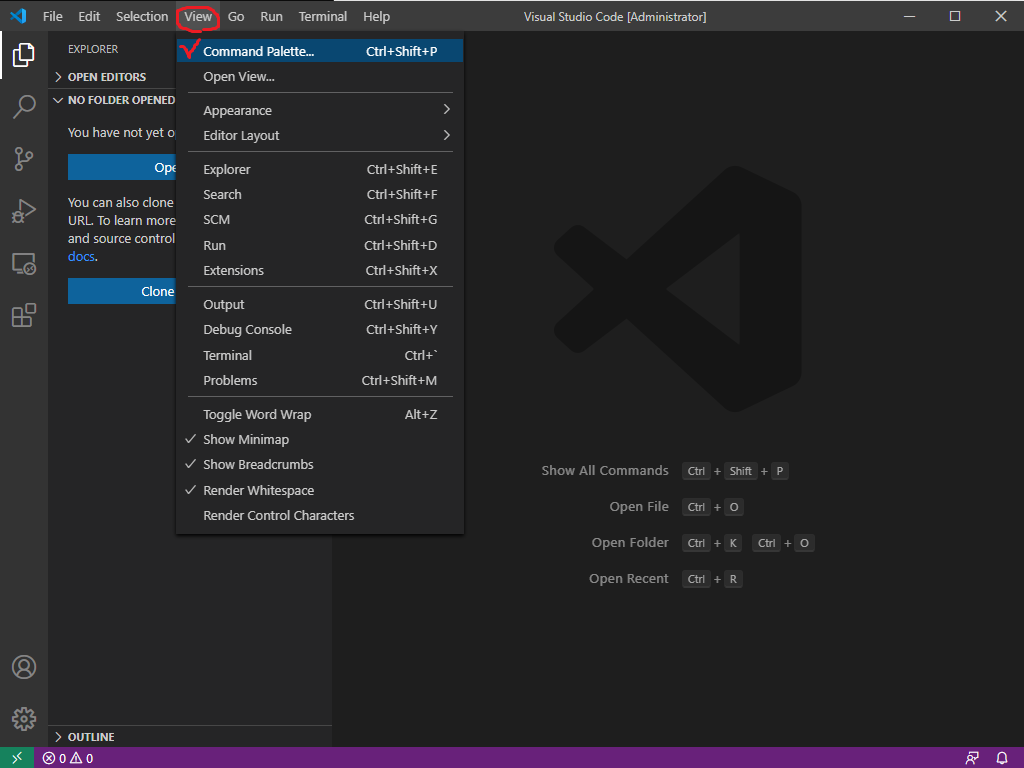 File Edit Selection View Go Run Terminal Help Visual Studio Code [Administrator]
EXPLORER
OPEN EDITORS
NO FOLDER OPENED
You have not yet o
Ope
You can also clone
URL. To learn more
and source control
docs.
Clone
OUTLINE
Command Palette... Ctrl+Shift+P
Open View...
Appearance
Editor Layout
Explorer Ctrl+Shift+E
Search Ctrl+Shift+F
SCM Ctrl+Shift+G
Run Ctrl+Shift+D
Extensions Ctrl+Shift+X
Output Ctrl+Shift+U
Debug Console Ctrl+Shift+Y
Terminal Ctrl+`
Problems Ctrl+Shift+M
Toggle Word Wrap Alt+Z
Show Minimap
Show Breadcrumbs
Render Whitespace
Render Control Characters
Show All Commands Ctrl + Shift + P
Open File Ctrl + O
Open Folder Ctrl + K Ctrl + O
Open Recent Ctrl + R
0 0